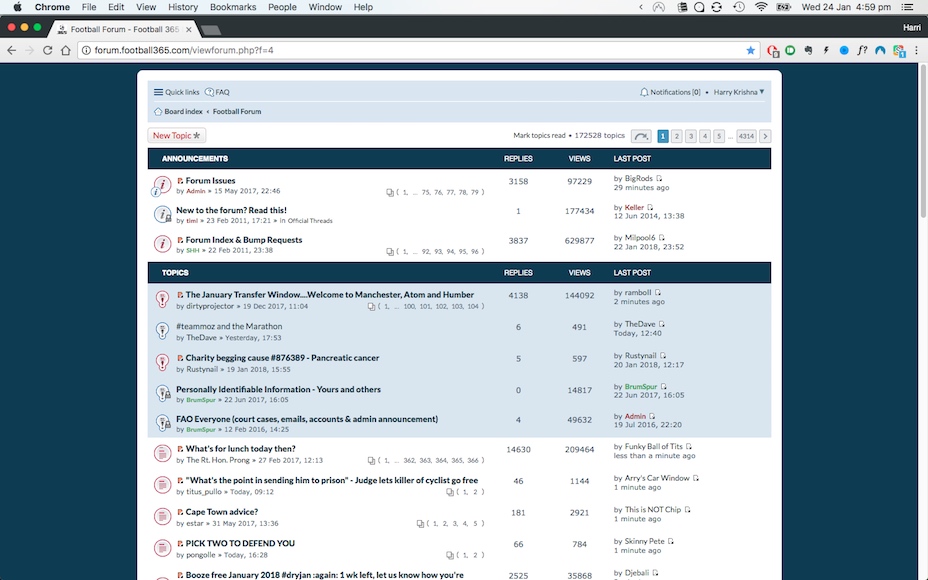 Chrome File Edit View History Bookmarks People Window Help Wed 24 Jan 4:59 pm
Football Forum - Football 365 Harri
forum.football365.com/viewforum.php?f=4
Quick links FAQ Notifications [0] • Harry Krishna
Board index ‹ Football Forum
New Topic Mark topics read • 172528 topics 1 2 3 4 5 ... 4314
ANNOUNCEMENTS REPLIES VIEWS LAST POST
Forum Issues 3158 97229 by BigRods
by Admin » 15 May 2017, 22:46 ( 1, ... 75, 76, 77, 78, 79 ) 29 minutes ago
New to the forum? Read this! 1 177434 by Keller
by timl » 23 Feb 2011, 17:21 » in Official Threads 12 Jun 2014, 13:38
Forum Index & Bump Requests 3837 629877 by Milpool6
by SHH » 22 Feb 2011, 23:38 ( 1, ... 92, 93, 94, 95, 96 ) 22 Jan 2018, 23:52
TOPICS REPLIES VIEWS LAST POST
The January Transfer Window....Welcome to Manchester, Atom and Humber 4138 144092 by ramboll
by dirtyprojector » 19 Dec 2017, 11:04 ( 1, ... 100, 101, 102, 103, 104 ) 2 minutes ago
#teammoz and the Marathon 6 491 by TheDave
by TheDave » Yesterday, 17:53 Today, 12:40
Charity begging cause #876389 - Pancreatic cancer 5 597 by Rustynail
by Rustynail » 19 Jan 2018, 15:55 20 Jan 2018, 12:17
Personally Identifiable Information - Yours and others 0 14817 by BrumSpur
by BrumSpur » 22 Jun 2017, 16:05 22 Jun 2017, 16:05
FAO Everyone (court cases, emails, accounts & admin announcement) 4 49632 by Admin
by BrumSpur » 12 Feb 2016, 14:25 19 Jul 2016, 22:20
What's for lunch today then? 14630 209464 by Funky Ball of Tits
by The Rt. Hon. Prong » 27 Feb 2017, 12:13 ( 1, ... 362, 363, 364, 365, 366 ) less than a minute ago
"What's the point in sending him to prison" - Judge lets killer of cyclist go free 46 1144 by Arry's Car Window
by titus_pullo » Today, 09:12 ( 1, 2 ) 1 minute ago
Cape Town advice? 181 2921 by This is NOT Chip
by estar » 31 May 2017, 13:36 ( 1, 2, 3, 4, 5 ) 1 minute ago
PICK TWO TO DEFEND YOU 66 784 by Skinny Pete
by pongolle » Today, 16:28 ( 1, 2 ) 1 minute ago
Booze free January 2018 #dryjan :again: 1 wk left, let us know how you're 2525 35868 by Djebali